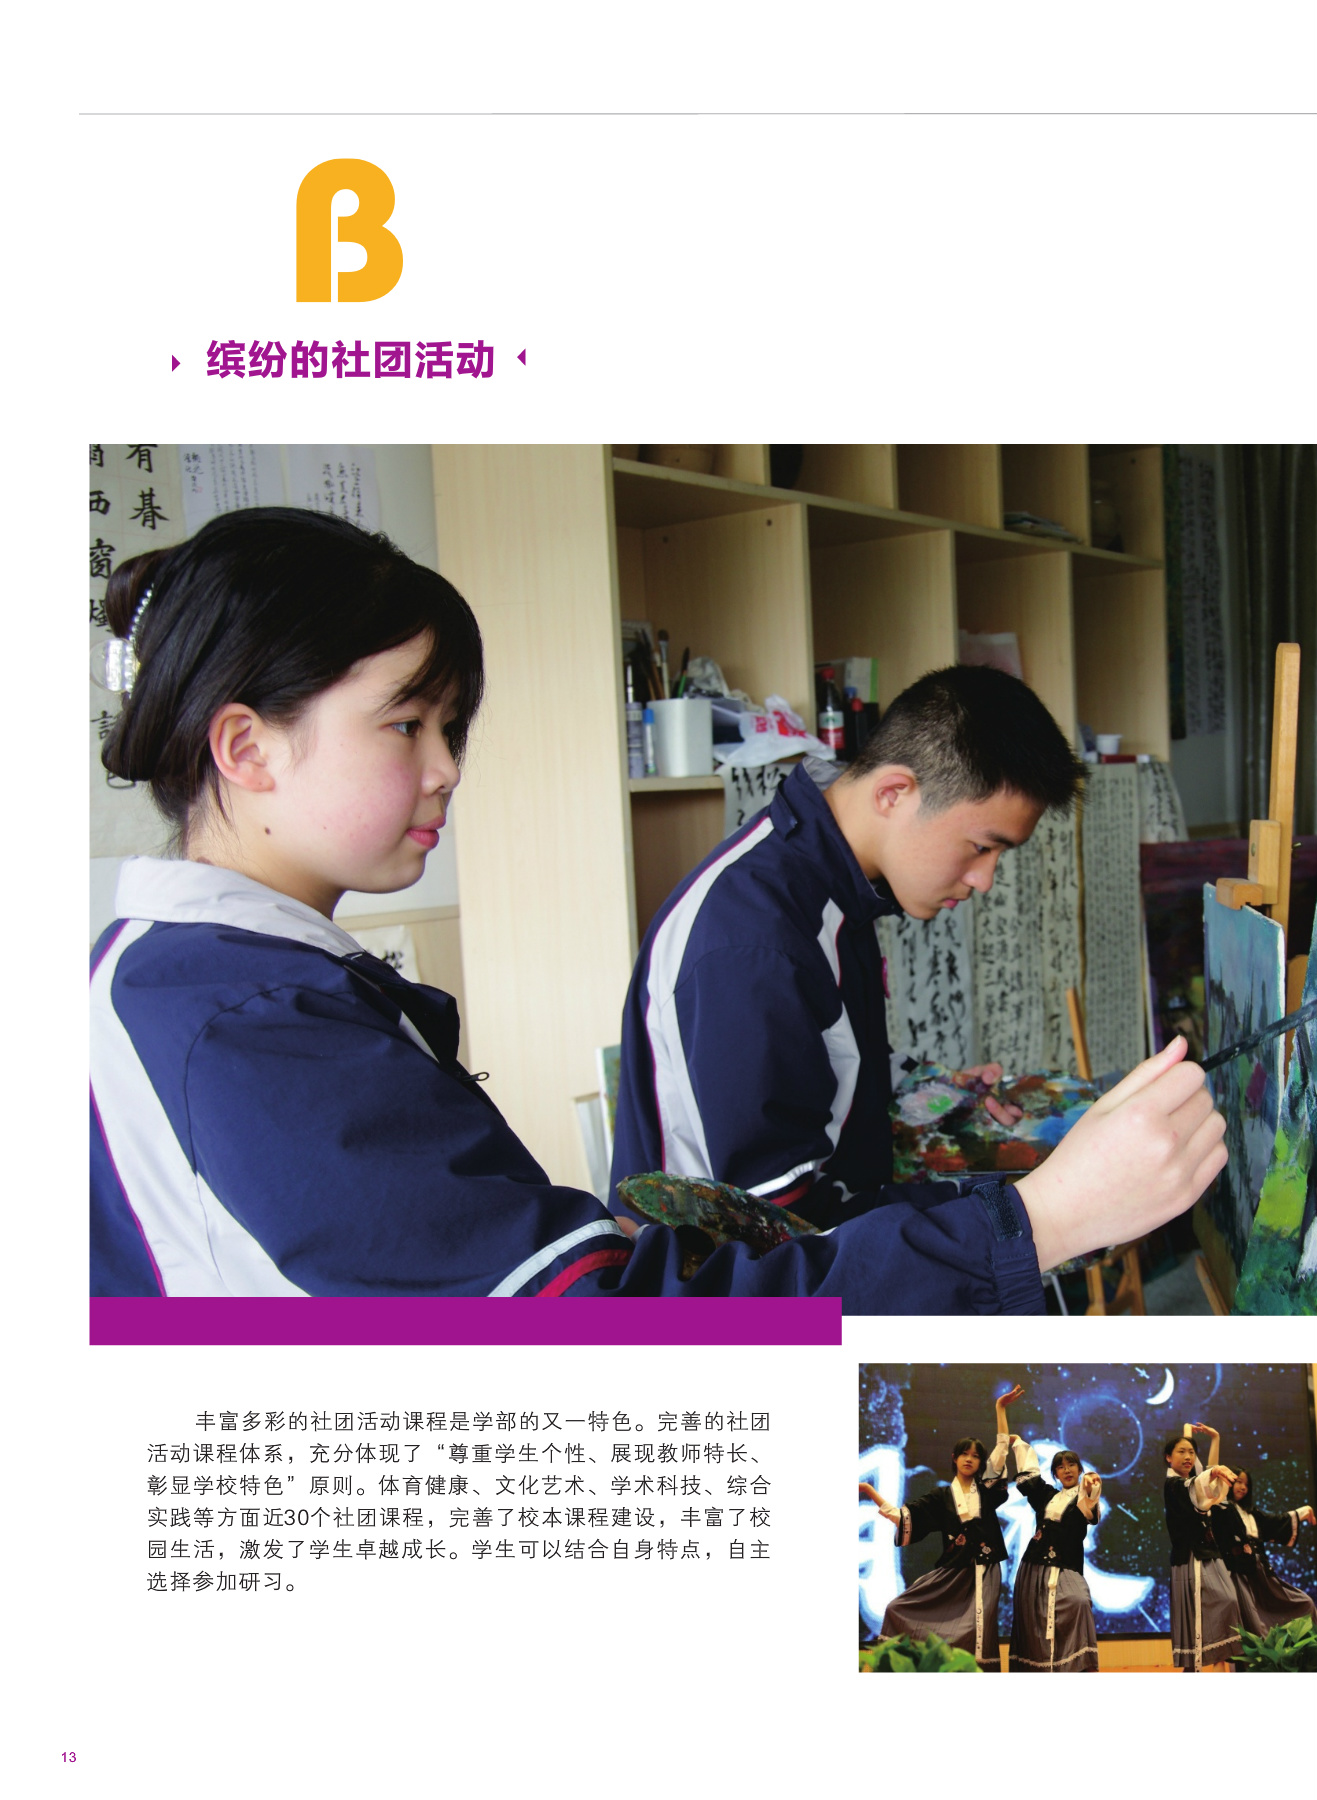 B
缤纷的社团活动
有
西 暮
窗
丰富多彩的社团活动课程是学部的又一特色。完善的社团
活动课程体系，充分体现了“尊重学生个性、展现教师特长、
彰显学校特色”原则。体育健康、文化艺术、学术科技、综合
实践等方面近30个社团课程，完善了校本课程建设，丰富了校
园生活，激发了学生卓越成长。学生可以结合自身特点，自主
选择参加研习。
13